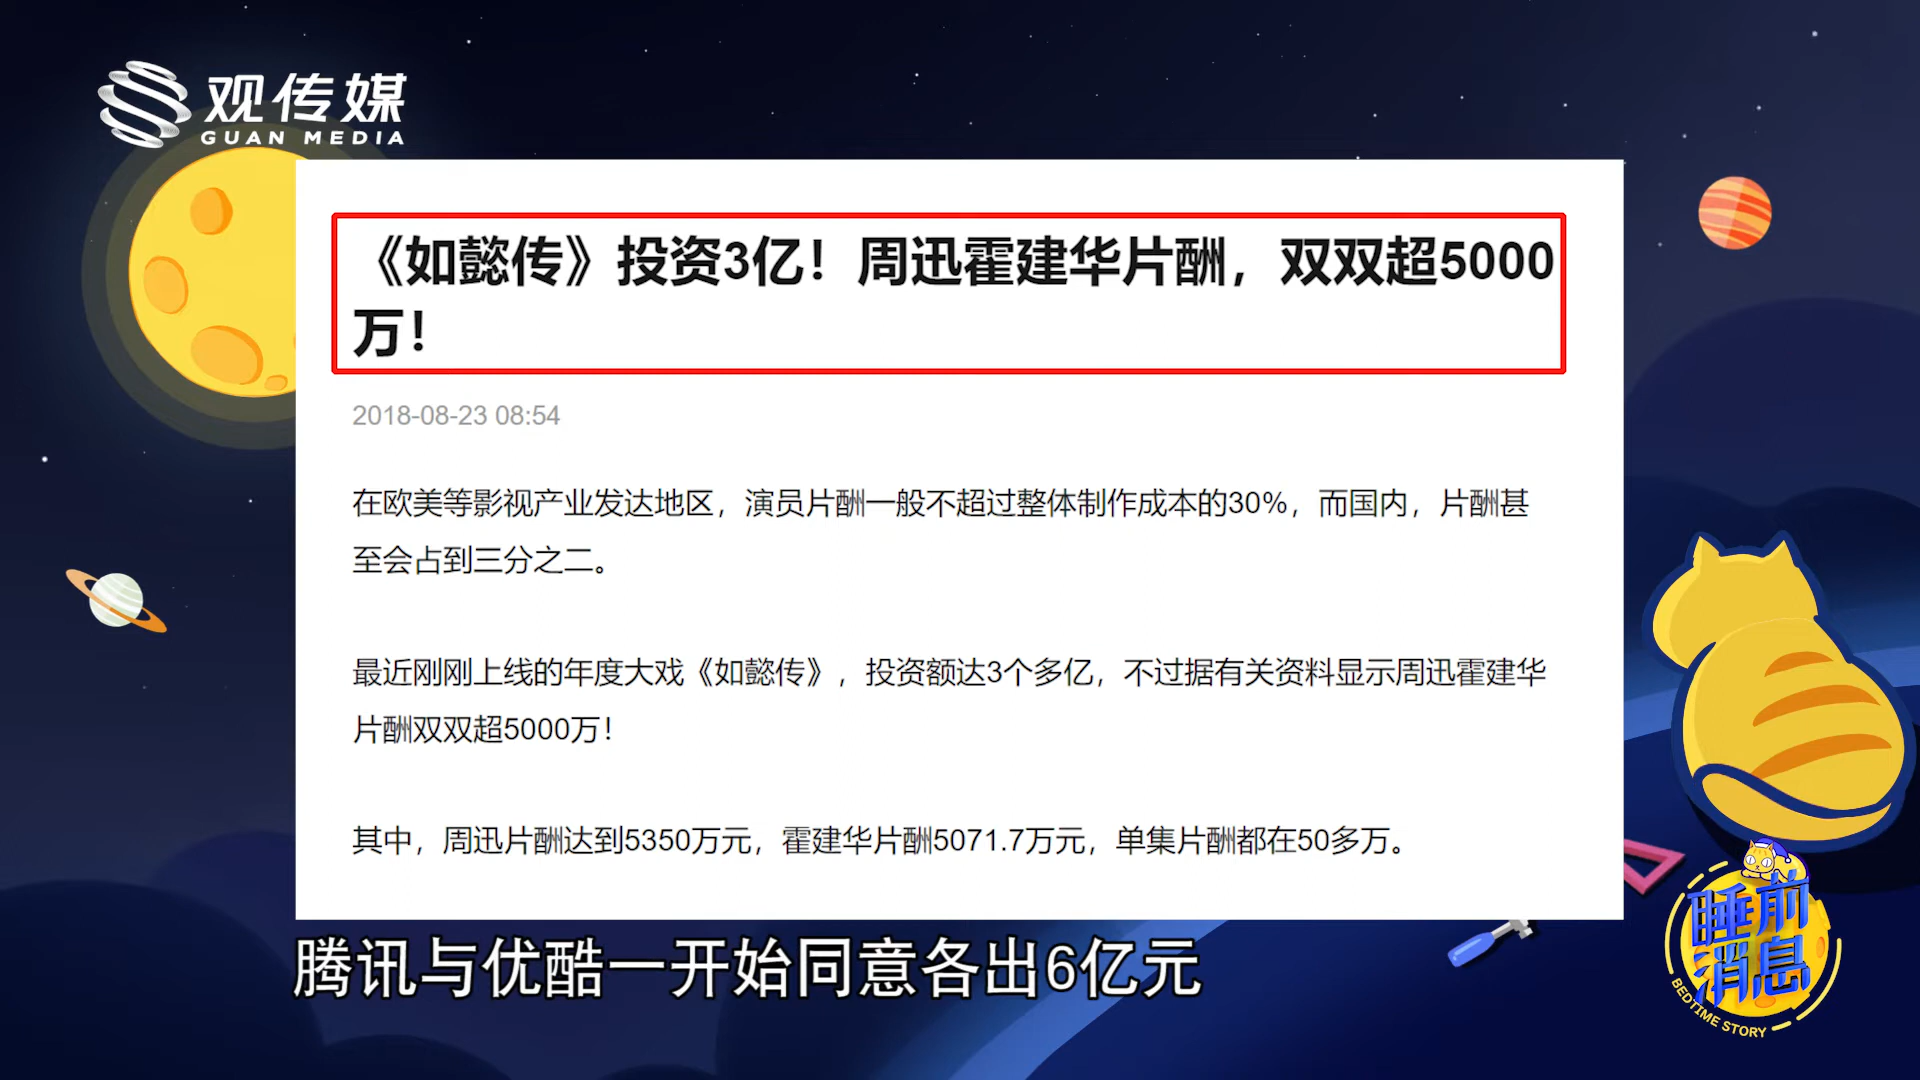 观传媒
GUAN MEDIA
《如懿传》投资3亿！周迅霍建华片酬，双双超5000
万！
2018-08-23 08:54
在欧美等影视产业发达地区，演员片酬一般不超过整体制作成本的30%，而国内，片酬甚
至会占到三分之二。
最近刚刚上线的年度大戏《如懿传》，投资额达3个多亿，不过据有关资料显示周迅霍建华
片酬双双超5000万！
其中，周迅片酬达到5350万元，霍建华片酬5071.7万元，单集片酬都在50多万。
腾讯与优酷一开始同意各出6亿元
睡前
消息
BEDTIME STORY